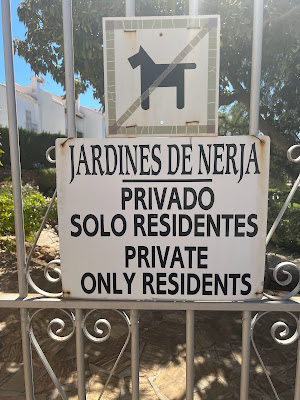 JARDINES DE NERJA
PRIVADO
SOLO RESIDENTES
PRIVATE
ONLY RESIDENTS